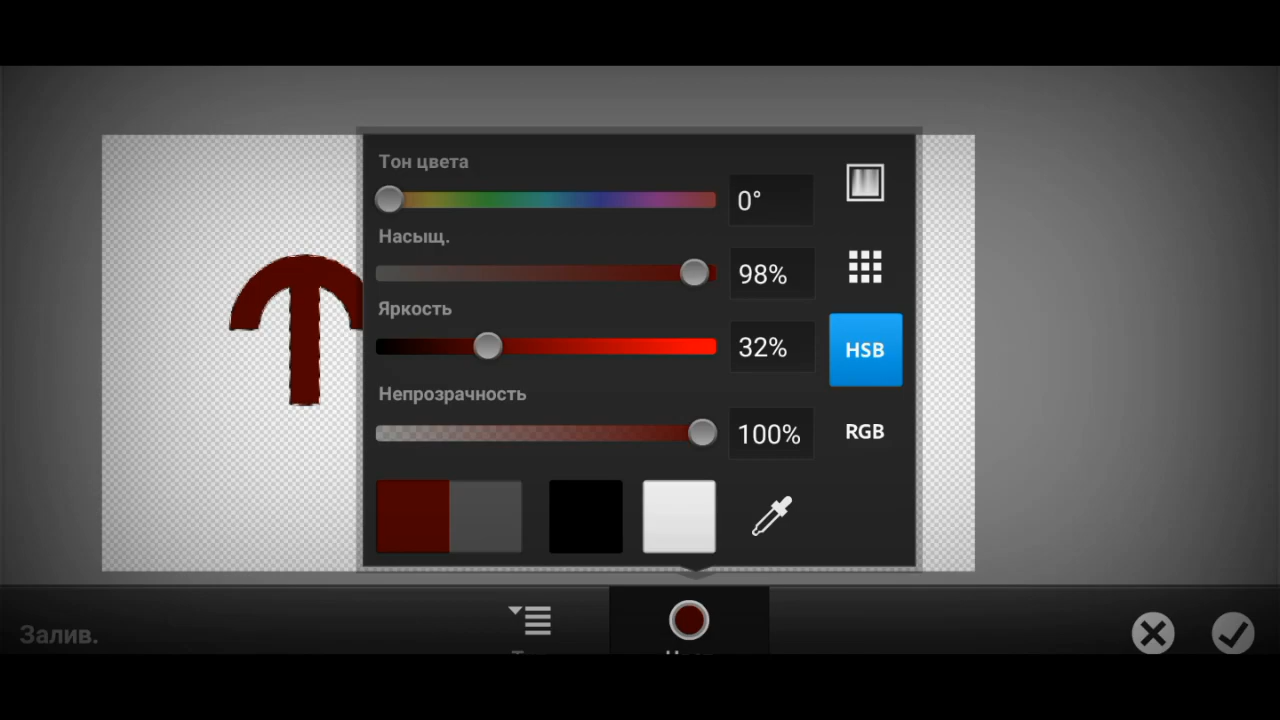 Тон цвета
0°
Насыщ.
98%
Яркость
32%
HSB
Непрозрачность
100%
RGB
Залив.